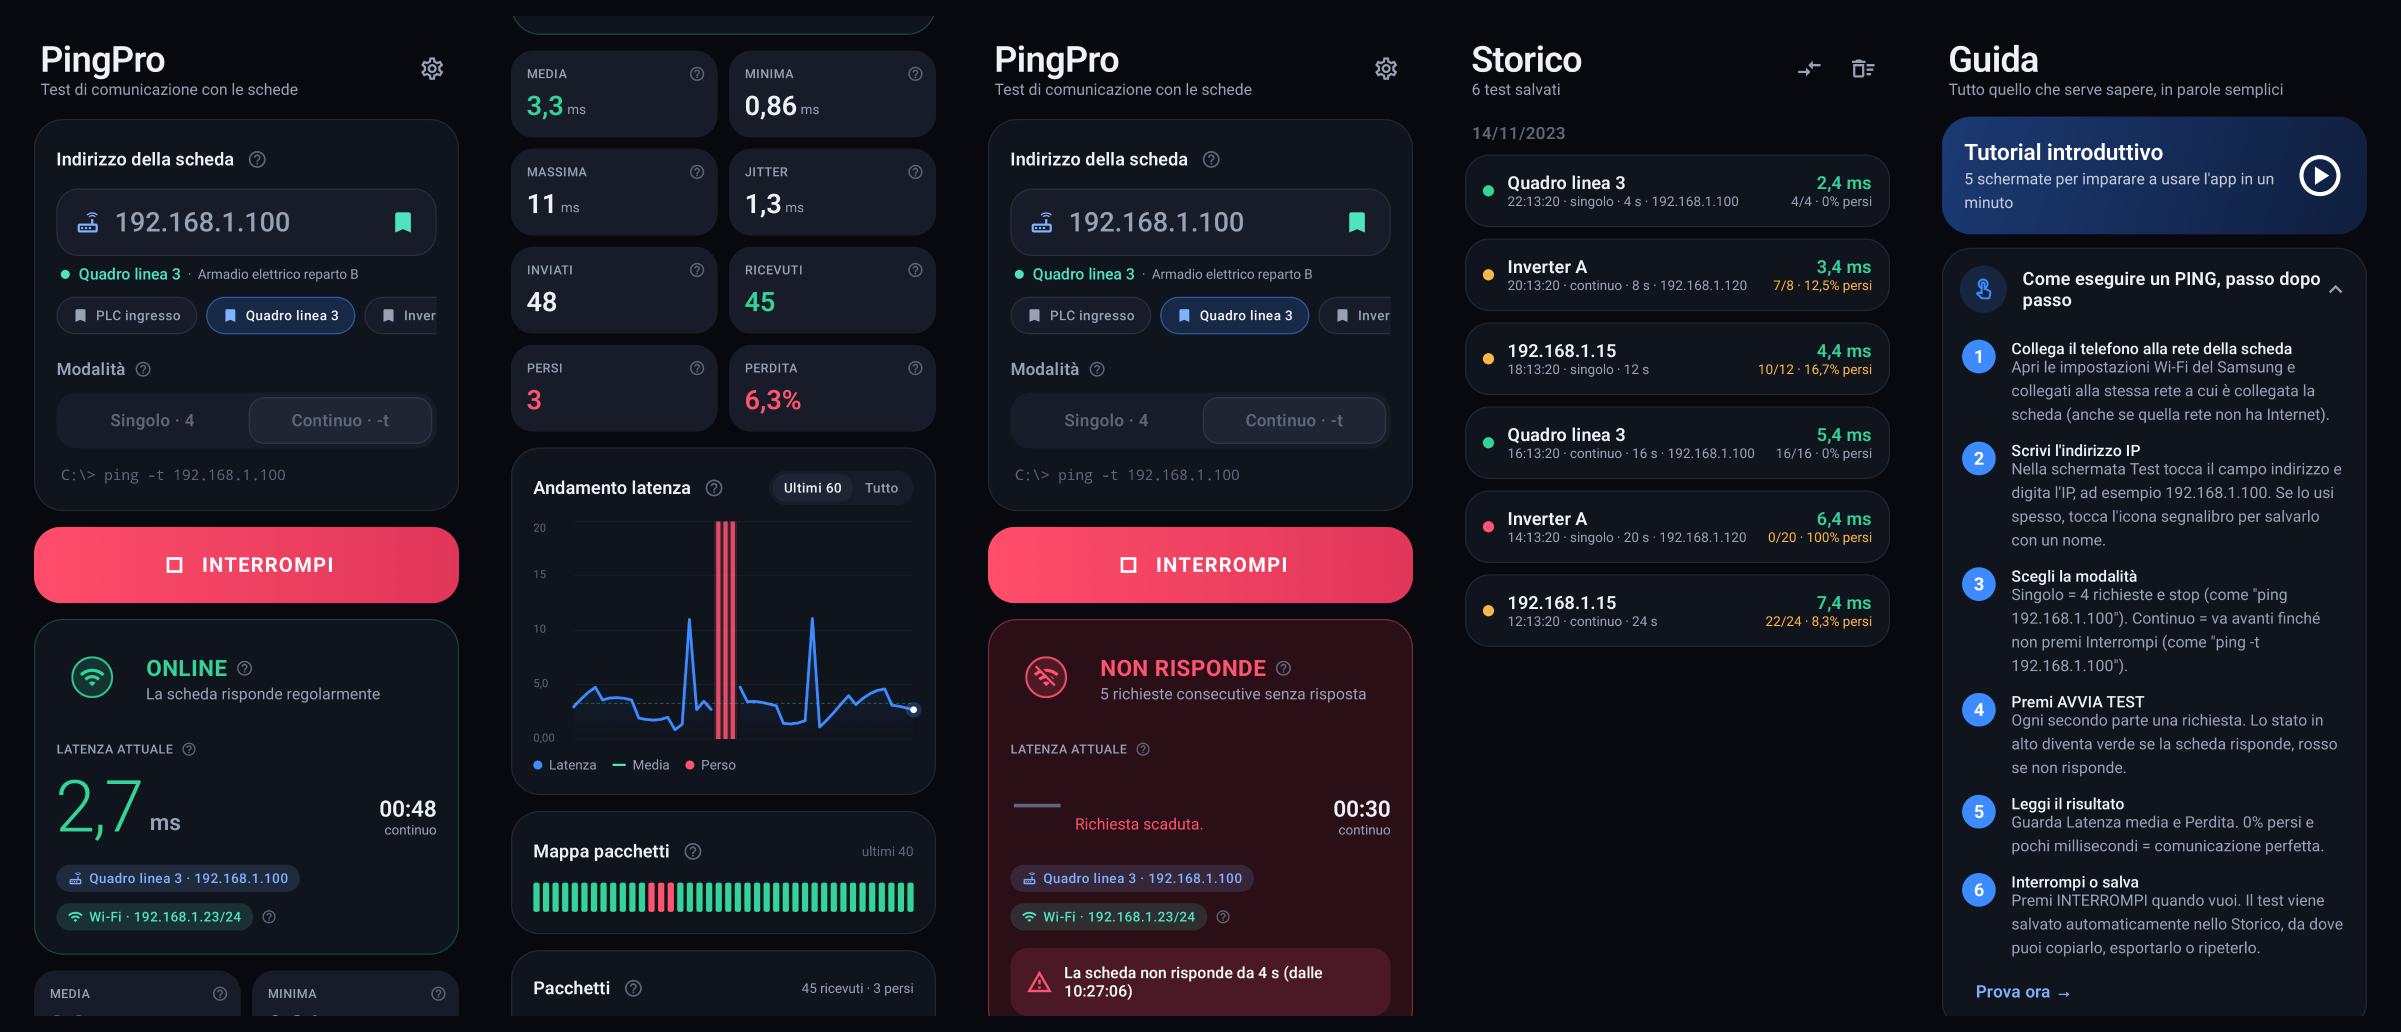 PingPro
Test di comunicazione con le schede
Indirizzo della scheda
192.168.1.100
Quadro linea 3 · Armadio elettrico reparto B
PLC ingresso
Quadro linea 3
Inver
Modalità
Singolo · 4
Continuo · -t
C:\> ping -t 192.168.1.100
INTERROMPI
ONLINE
La scheda risponde regolarmente
LATENZA ATTUALE
2,7 ms
00:48
continuo
Quadro linea 3 · 192.168.1.100
Wi-Fi · 192.168.1.23/24
MEDIA
MINIMA
MEDIA
3,3 ms
MINIMA
0,86 ms
MASSIMA
11 ms
JITTER
1,3 ms
INVIATI
48
RICEVUTI
45
PERSI
3
PERDITA
6,3%
Andamento latenza
Ultimi 60
Tutto
20
15
10
5,0
0,00
Latenza
Media
Perso
Mappa pacchetti
ultimi 40
Pacchetti
45 ricevuti · 3 persi
PingPro
Test di comunicazione con le schede
Indirizzo della scheda
192.168.1.100
Quadro linea 3 · Armadio elettrico reparto B
PLC ingresso
Quadro linea 3
Inver
Modalità
Singolo · 4
Continuo · -t
C:\> ping -t 192.168.1.100
INTERROMPI
NON RISPONDE
5 richieste consecutive senza risposta
LATENZA ATTUALE
— Richiesta scaduta.
00:30
continuo
Quadro linea 3 · 192.168.1.100
Wi-Fi · 192.168.1.23/24
La scheda non risponde da 4 s (dalle
10:27:06)
Storico
6 test salvati
14/11/2023
Quadro linea 3
2,4 ms
22:13:20 · singolo · 4 s · 192.168.1.100
4/4 · 0% persi
Inverter A
3,4 ms
20:13:20 · continuo · 8 s · 192.168.1.120
7/8 · 12,5% persi
192.168.1.15
4,4 ms
18:13:20 · singolo · 12 s
10/12 · 16,7% persi
Quadro linea 3
5,4 ms
16:13:20 · continuo · 16 s · 192.168.1.100
16/16 · 0% persi
Inverter A
6,4 ms
14:13:20 · singolo · 20 s · 192.168.1.120
0/20 · 100% persi
192.168.1.15
7,4 ms
12:13:20 · continuo · 24 s
22/24 · 8,3% persi
Guida
Tutto quello che serve sapere, in parole semplici
Tutorial introduttivo
5 schermate per imparare a usare l'app in un
minuto
Come eseguire un PING, passo dopo
passo
1
Collega il telefono alla rete della scheda
Apri le impostazioni Wi-Fi del Samsung e
collegati alla stessa rete a cui è collegata la
scheda (anche se quella rete non ha Internet).
2
Scrivi l'indirizzo IP
Nella schermata Test tocca il campo indirizzo e
digita l'IP, ad esempio 192.168.1.100. Se lo usi
spesso, tocca l'icona segnalibro per salvarlo
con un nome.
3
Scegli la modalità
Singolo = 4 richieste e stop (come "ping
192.168.1.100"). Continuo = va avanti finché
non premi Interrompi (come "ping -t
192.168.1.100").
4
Premi AVVIA TEST
Ogni secondo parte una richiesta. Lo stato in
alto diventa verde se la scheda risponde, rosso
se non risponde.
5
Leggi il risultato
Guarda Latenza media e Perdita. 0% persi e
pochi millisecondi = comunicazione perfetta.
6
Interrompi o salva
Premi INTERROMPI quando vuoi. Il test viene
salvato automaticamente nello Storico, da dove
puoi copiarlo, esportarlo o ripeterlo.
Prova ora →